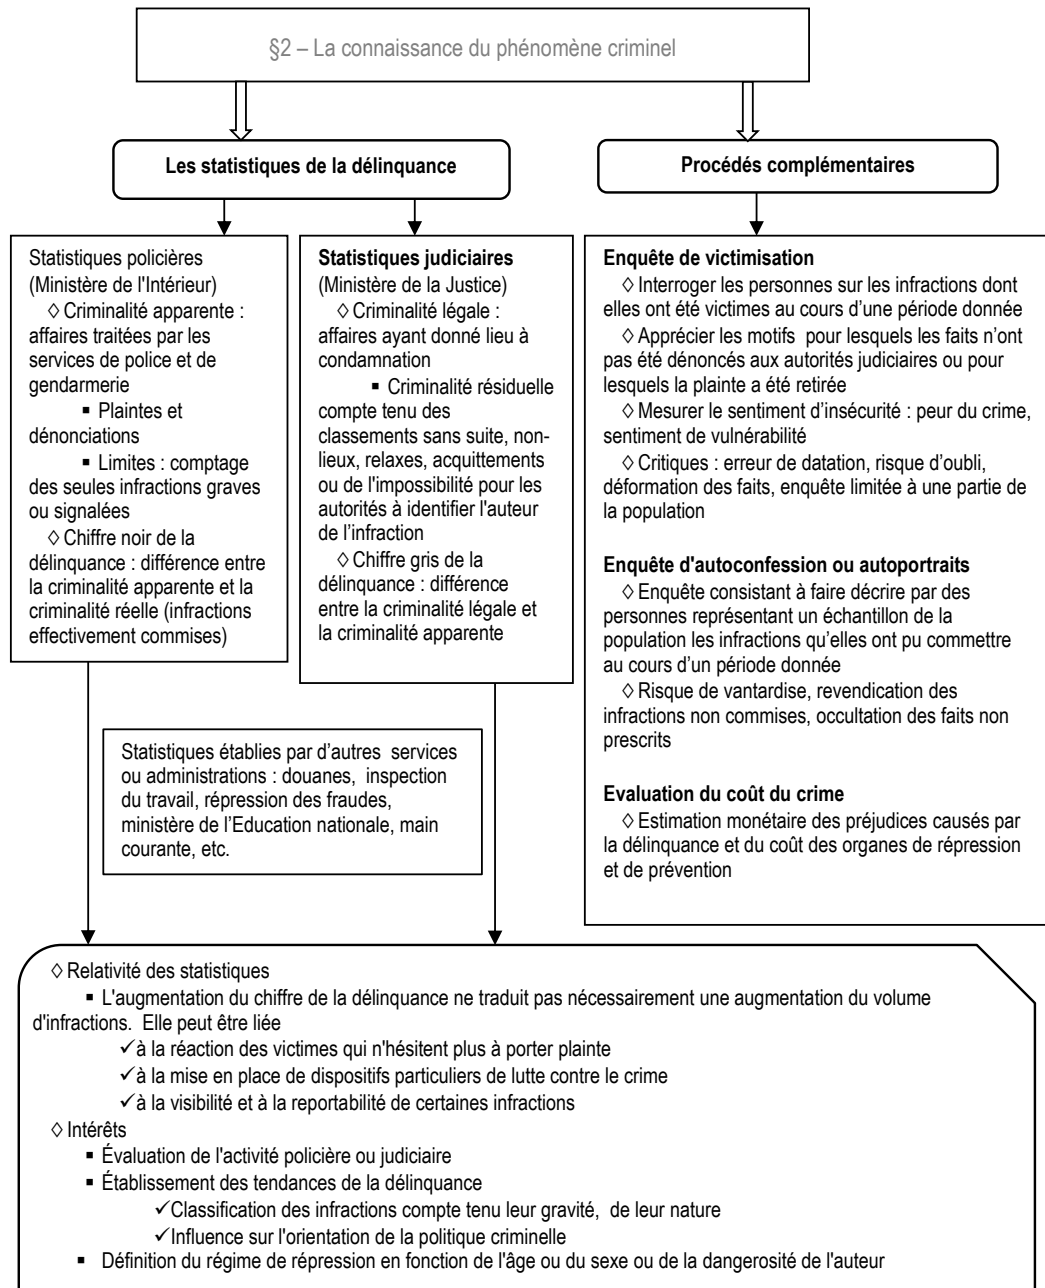 §2 – La connaissance du phénomène criminel
Les statistiques de la délinquance
Procédés complémentaires
Statistiques policières
(Ministère de l'Intérieur)
◊ Criminalité apparente :
affaires traitées par les
services de police et de
gendarmerie
▪ Plaintes et
dénonciations
▪ Limites : comptage
des seules infractions graves
ou signalées
◊ Chiffre noir de la
délinquance : différence entre
la criminalité apparente et la
criminalité réelle (infractions
effectivement commises)
Statistiques judiciaires
(Ministère de la Justice)
◊ Criminalité légale :
affaires ayant donné lieu à
condamnation
▪ Criminalité résiduelle
compte tenu des
classements sans suite, non-
lieux, relaxes, acquittements
ou de l'impossibilité pour les
autorités à identifier l'auteur
de l’infraction
◊ Chiffre gris de la
délinquance : différence
entre la criminalité légale et
la criminalité apparente
Enquête de victimisation
◊ Interroger les personnes sur les infractions dont
elles ont été victimes au cours d’une période donnée
◊ Apprécier les motifs pour lesquels les faits n’ont
pas été dénoncés aux autorités judiciaires ou pour
lesquels la plainte a été retirée
◊ Mesurer le sentiment d’insécurité : peur du crime,
sentiment de vulnérabilité
◊ Critiques : erreur de datation, risque d’oubli,
déformation des faits, enquête limitée à une partie de
la population
Enquête d'autoconfession ou autoportraits
◊ Enquête consistant à faire décrire par des
personnes représentant un échantillon de la
population les infractions qu’elles ont pu commettre
au cours d’un période donnée
◊ Risque de vantardise, revendication des
infractions non commises, occultation des faits non
prescrits
Evaluation du coût du crime
◊ Estimation monétaire des préjudices causés par
la délinquance et du coût des organes de répression
et de prévention
Statistiques établies par d’autres services
ou administrations : douanes, inspection
du travail, répression des fraudes,
ministère de l’Education nationale, main
courante, etc.
◊ Relativité des statistiques
▪ L'augmentation du chiffre de la délinquance ne traduit pas nécessairement une augmentation du volume
d'infractions. Elle peut être liée
✓à la réaction des victimes qui n'hésitent plus à porter plainte
✓à la mise en place de dispositifs particuliers de lutte contre le crime
✓à la visibilité et à la reportabilité de certaines infractions
◊ Intérêts
▪ Évaluation de l'activité policière ou judiciaire
▪ Établissement des tendances de la délinquance
✓Classification des infractions compte tenu leur gravité, de leur nature
✓Influence sur l'orientation de la politique criminelle
▪ Définition du régime de répression en fonction de l'âge ou du sexe ou de la dangerosité de l'auteur